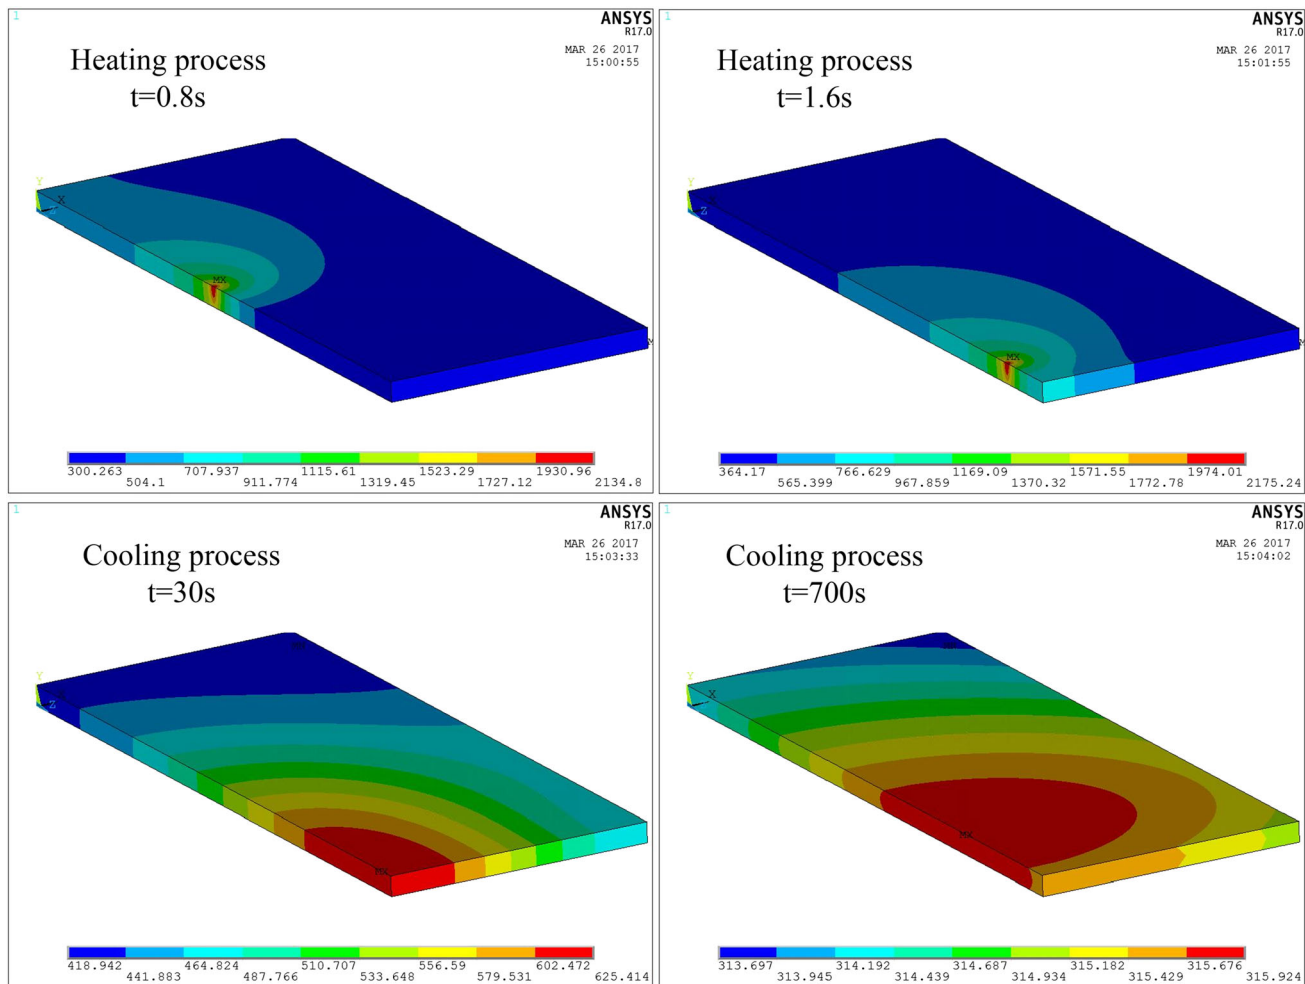 1
ANSYS
R17.0
MAR 26 2017
15:00:55
Heating process
t=0.8s
Y
X
Z
MX
M
300.263 707.937 1115.61 1523.29 1930.96
504.1 911.774 1319.45 1727.12 2134.8
1
ANSYS
R17.0
MAR 26 2017
15:01:55
Heating process
t=1.6s
Y
X
Z
MX
M
364.17 766.629 1169.09 1571.55 1974.01
565.399 967.859 1370.32 1772.78 2175.24
1
ANSYS
R17.0
MAR 26 2017
15:03:33
Cooling process
t=30s
MN
Y
X
Z
MX
418.942 464.824 510.707 556.59 602.472
441.883 487.766 533.648 579.531 625.414
1
ANSYS
R17.0
MAR 26 2017
15:04:02
Cooling process
t=700s
MN
Y
X
Z
MX
313.697 314.192 314.687 315.182 315.676
313.945 314.439 314.934 315.429 315.924